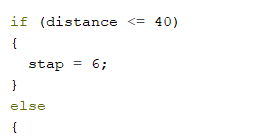 if (distance <= 40)
{
  stap = 6;
}
else
{